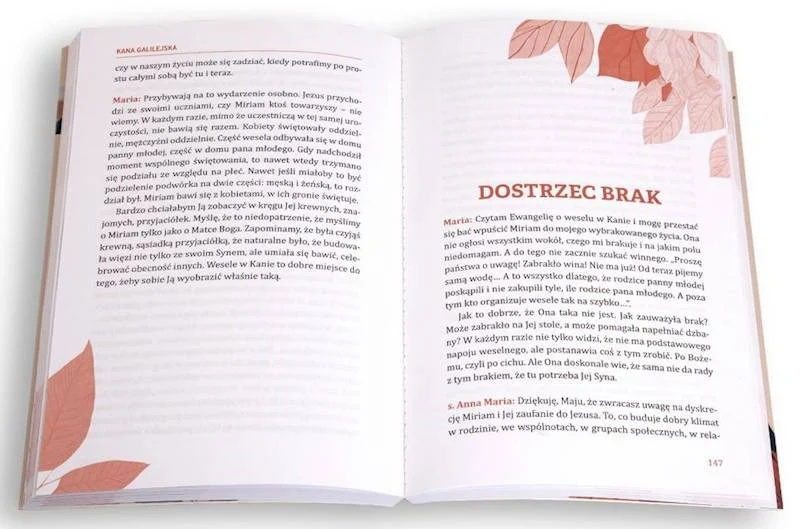 KANA GALILEJSKA
czy w naszym życiu może się zadziać, kiedy potrafimy po pro-
stu całymi sobą być tu i teraz.
Maria: Przybywają na to wydarzenie osobno. Jezus przycho-
dzi ze swoimi uczniami, czy Miriam ktoś towarzyszy – nie
wiemy. W każdym razie, mimo że uczestniczą w tej samej uro-
czystości, nie bawią się razem. Kobiety świętowały oddziel-
nie, mężczyźni oddzielnie. Część wesela odbywała się w domu
panny młodej, część w domu pana młodego. Gdy nadchodził
moment wspólnego świętowania, to nawet wtedy trzymano
się podziału ze względu na płeć. Nawet jeśli miałoby to być
podzielenie podwórka na dwie części: męską i żeńską, to roz-
dział był. Miriam bawi się z kobietami, w ich gronie świętuje.
Bardzo chciałabym Ją zobaczyć w kręgu Jej krewnych, zna-
jomych, przyjaciółek. Myślę, że to niedopatrzenie, że myślimy
o Miriam tylko jako o Matce Boga. Zapominamy, że była czyjąś
krewną, sąsiadką przyjaciółką, że naturalne było, że budowa-
ła więzi nie tylko ze swoim Synem, ale umiała się bawić, cele-
brować obecność innych. Wesele w Kanie to dobre miejsce do
tego, żeby sobie Ją wyobrazić właśnie taką.
DOSTRZEC BRAK
Maria: Czytam Ewangelię o weselu w Kanie i mogę przestać
się bać wpuścić Miriam do mojego wybrakowanego życia. Ona
nie ogłosi wszystkim wokół, czego mi brakuje i na jakim polu
niedomagam. A do tego nie zacznie szukać winnego. „Proszę
państwa o uwagę! Zabrakło wina! Nie ma już! Od teraz pijemy
samą wodę... A to wszystko dlatego, że rodzice panny młodej
poskąpili i nie zakupili tyle, ile rodzice pana młodego. A poza
tym kto organizuje wesele tak na szybko...”.
Jak to dobrze, że Ona taka nie jest. Jak zauważyła brak?
Może zabrakło na Jej stole, a może pomagała napełniać dzba-
ny? W każdym razie nie tylko widzi, że nie ma podstawowego
napoju weselnego, ale postanawia coś z tym zrobić. Po Boże-
mu, czyli po cichu. Ale Ona doskonale wie, że sama nie da rady
z tym brakiem, że tu potrzeba Jej Syna.
s. Anna Maria: Dziękuję, Maju, że zwracasz uwagę na dyskre-
cję Miriam i Jej zaufanie do Jezusa. To, co buduje dobry klimat
w rodzinie, we wspólnotach, w grupach społecznych, w rela-
147